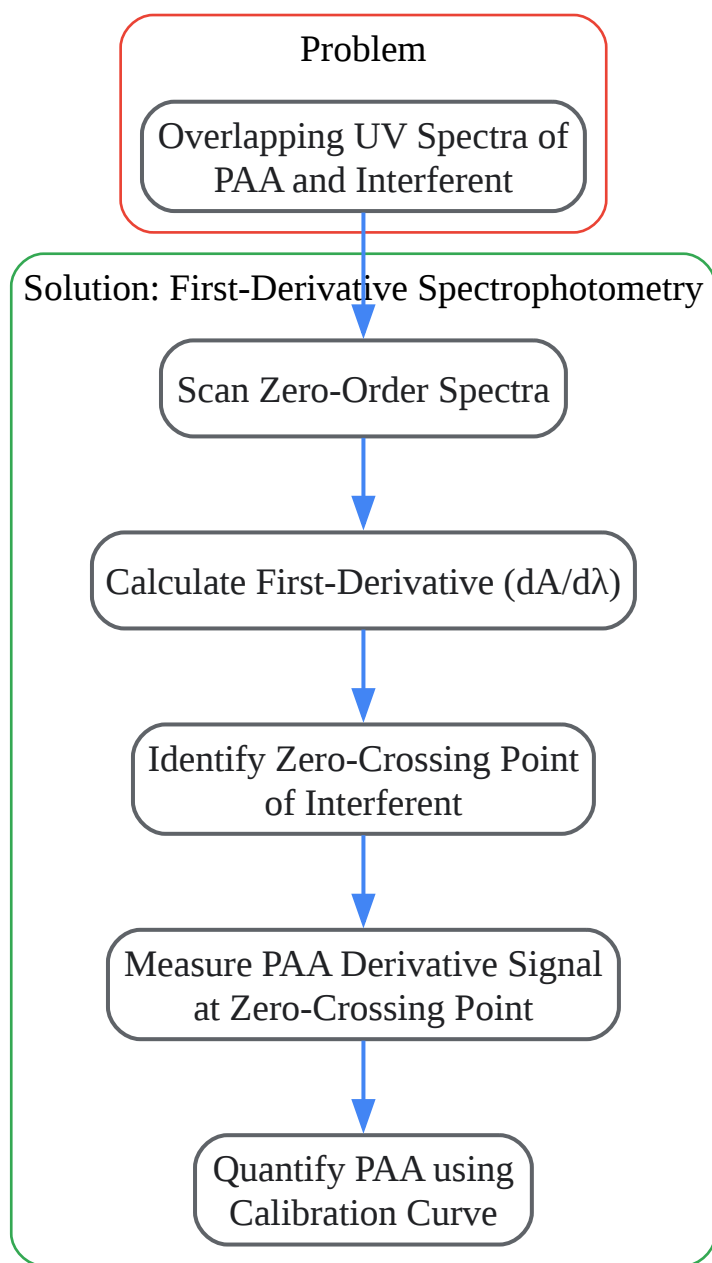 Problem
Overlapping UV Spectra of
PAA and Interferent
Solution: First-Derivative Spectrophotometry
Scan Zero-Order Spectra
Calculate First-Derivative (dA/dλ)
Identify Zero-Crossing Point
of Interferent
Measure PAA Derivative Signal
at Zero-Crossing Point
Quantify PAA using
Calibration Curve